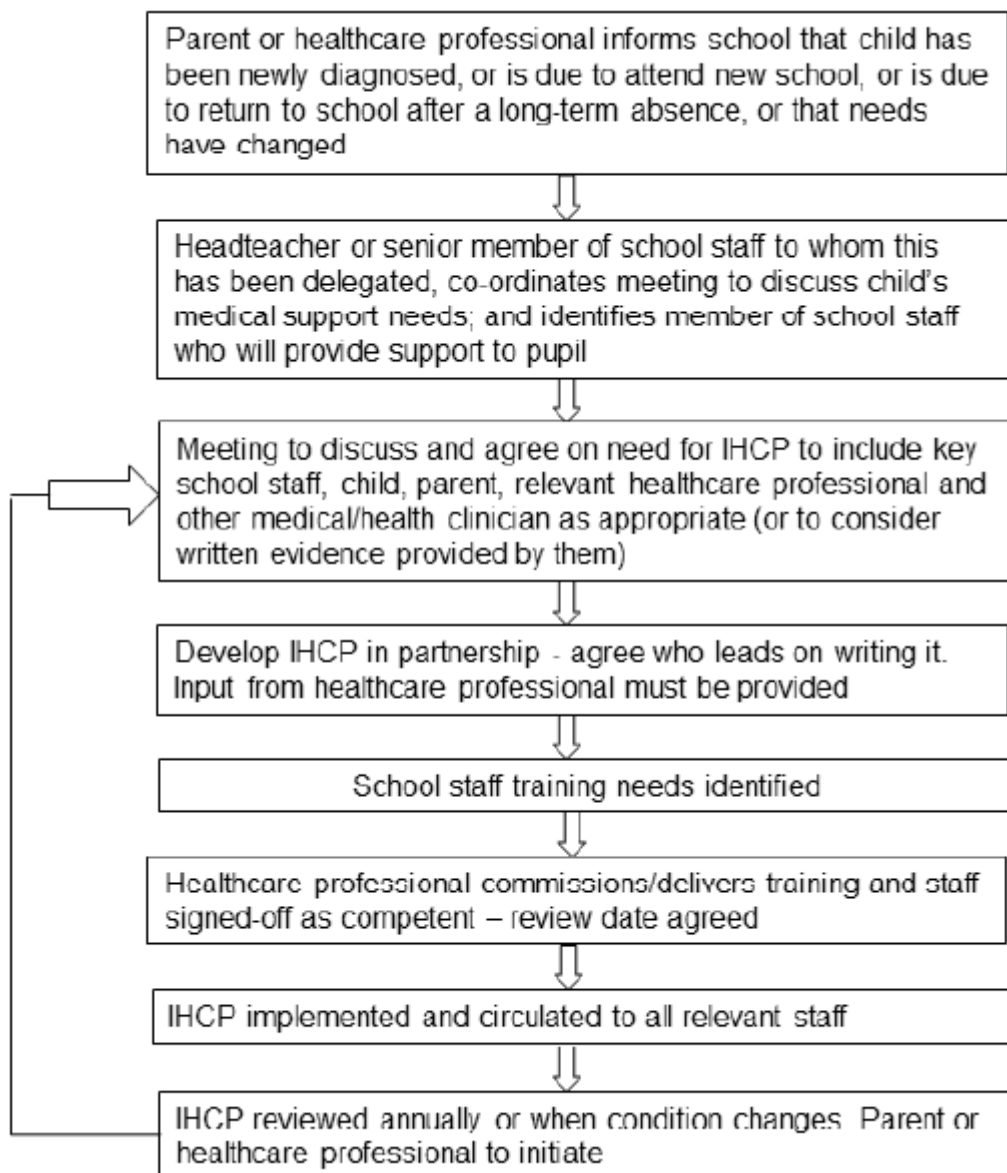 Parent or healthcare professional informs school that child has
been newly diagnosed, or is due to attend new school, or is due
to return to school after a long-term absence, or that needs
have changed
Headteacher or senior member of school staff to whom this
has been delegated, co-ordinates meeting to discuss child's
medical support needs; and identifies member of school staff
who will provide support to pupil
Meeting to discuss and agree on need for IHCP to include key
school staff, child, parent, relevant healthcare professional and
other medical/health clinician as appropriate (or to consider
written evidence provided by them)
Develop IHCP in partnership - agree who leads on writing it.
Input from healthcare professional must be provided
School staff training needs identified
Healthcare professional commissions/delivers training and staff
signed-off as competent – review date agreed
IHCP implemented and circulated to all relevant staff
IHCP reviewed annually or when condition changes. Parent or
healthcare professional to initiate